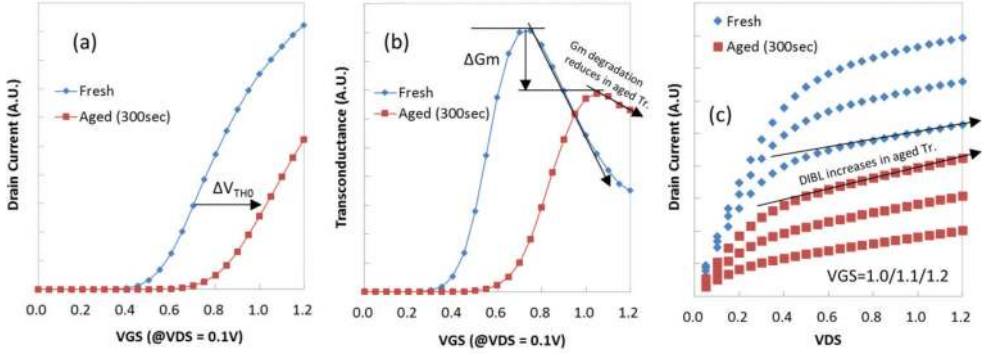 (a)
Fresh
Aged (300sec)
ΔVTH0
Drain Current (A.U.)
0.0 0.2 0.4 0.6 0.8 1.0 1.2
VGS (@VDS = 0.1V)
(b)
ΔGm
Gm degradation
reduces in aged Tr.
Fresh
Aged (300sec)
Transconductance (A.U.)
0.0 0.2 0.4 0.6 0.8 1.0 1.2
VGS (@VDS = 0.1V)
Fresh
Aged (300sec)
(c)
DIBL increases in aged Tr.
VGS=1.0/1.1/1.2
Drain Current (A.U)
0.0 0.2 0.4 0.6 0.8 1.0 1.2
VDS